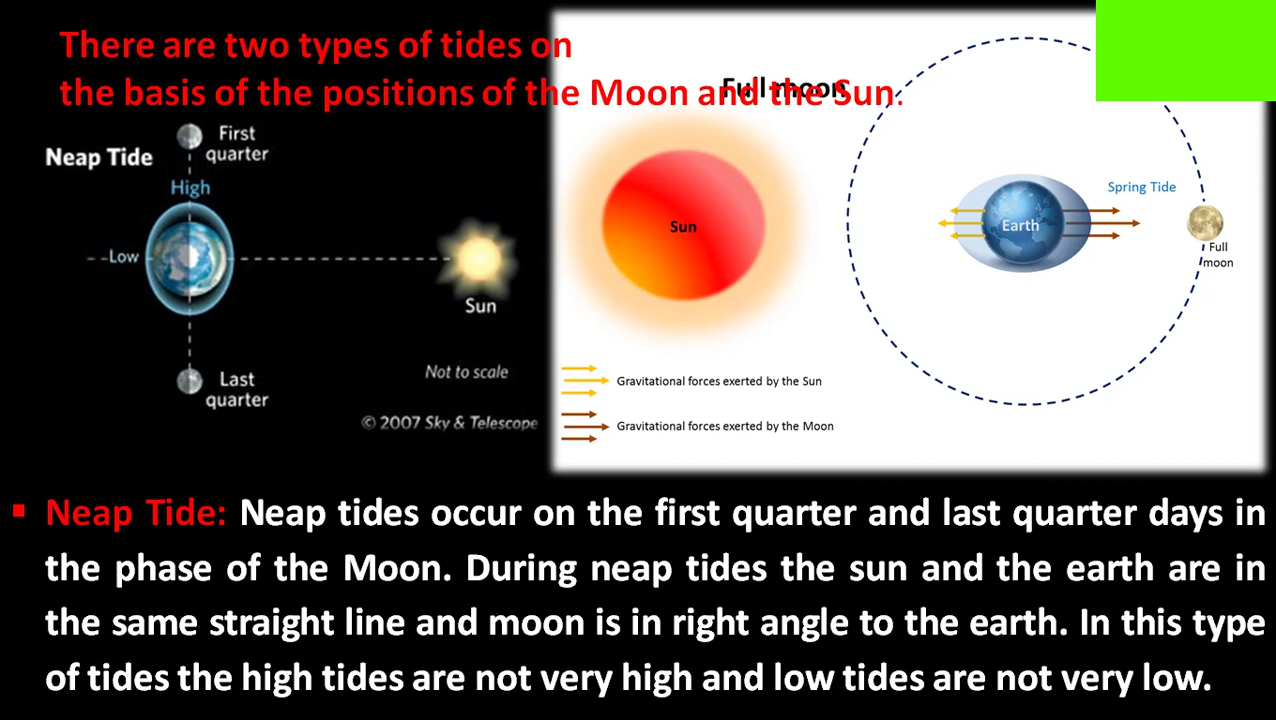 There are two types of tides on
the basis of the positions of the Moon and the Sun.
Full moon
Neap Tide
First
quarter
High
Low
Sun
Last
quarter
Not to scale
© 2007 Sky & Telescope
Sun
Earth
Spring Tide
Full
moon
Gravitational forces exerted by the Sun
Gravitational forces exerted by the Moon
▪ Neap Tide: Neap tides occur on the first quarter and last quarter days in
the phase of the Moon. During neap tides the sun and the earth are in
the same straight line and moon is in right angle to the earth. In this type
of tides the high tides are not very high and low tides are not very low.